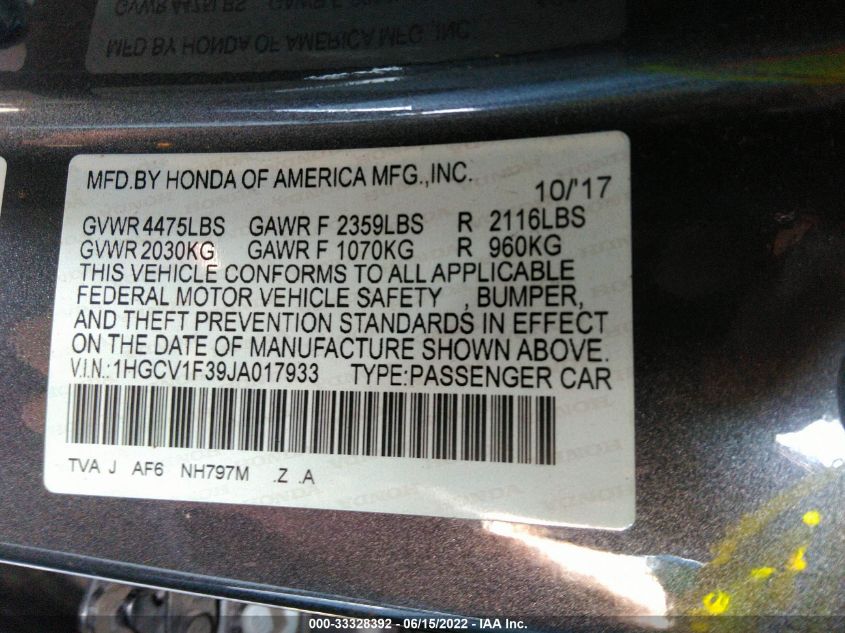 MFD.BY HONDA OF AMERICA MFG.,INC.
10/'17
GVWR 4475LBS GAWR F 2359LBS R 2116LBS
GVWR 2030KG GAWR F 1070KG R 960KG
THIS VEHICLE CONFORMS TO ALL APPLICABLE
FEDERAL MOTOR VEHICLE SAFETY , BUMPER,
AND THEFT PREVENTION STANDARDS IN EFFECT
ON THE DATE OF MANUFACTURE SHOWN ABOVE.
V.I.N.:1HGCV1F39JA017933 TYPE:PASSENGER CAR
TVA J AF6 NH797M .Z .A
000-33328392 - 06/15/2022 - IAA Inc.